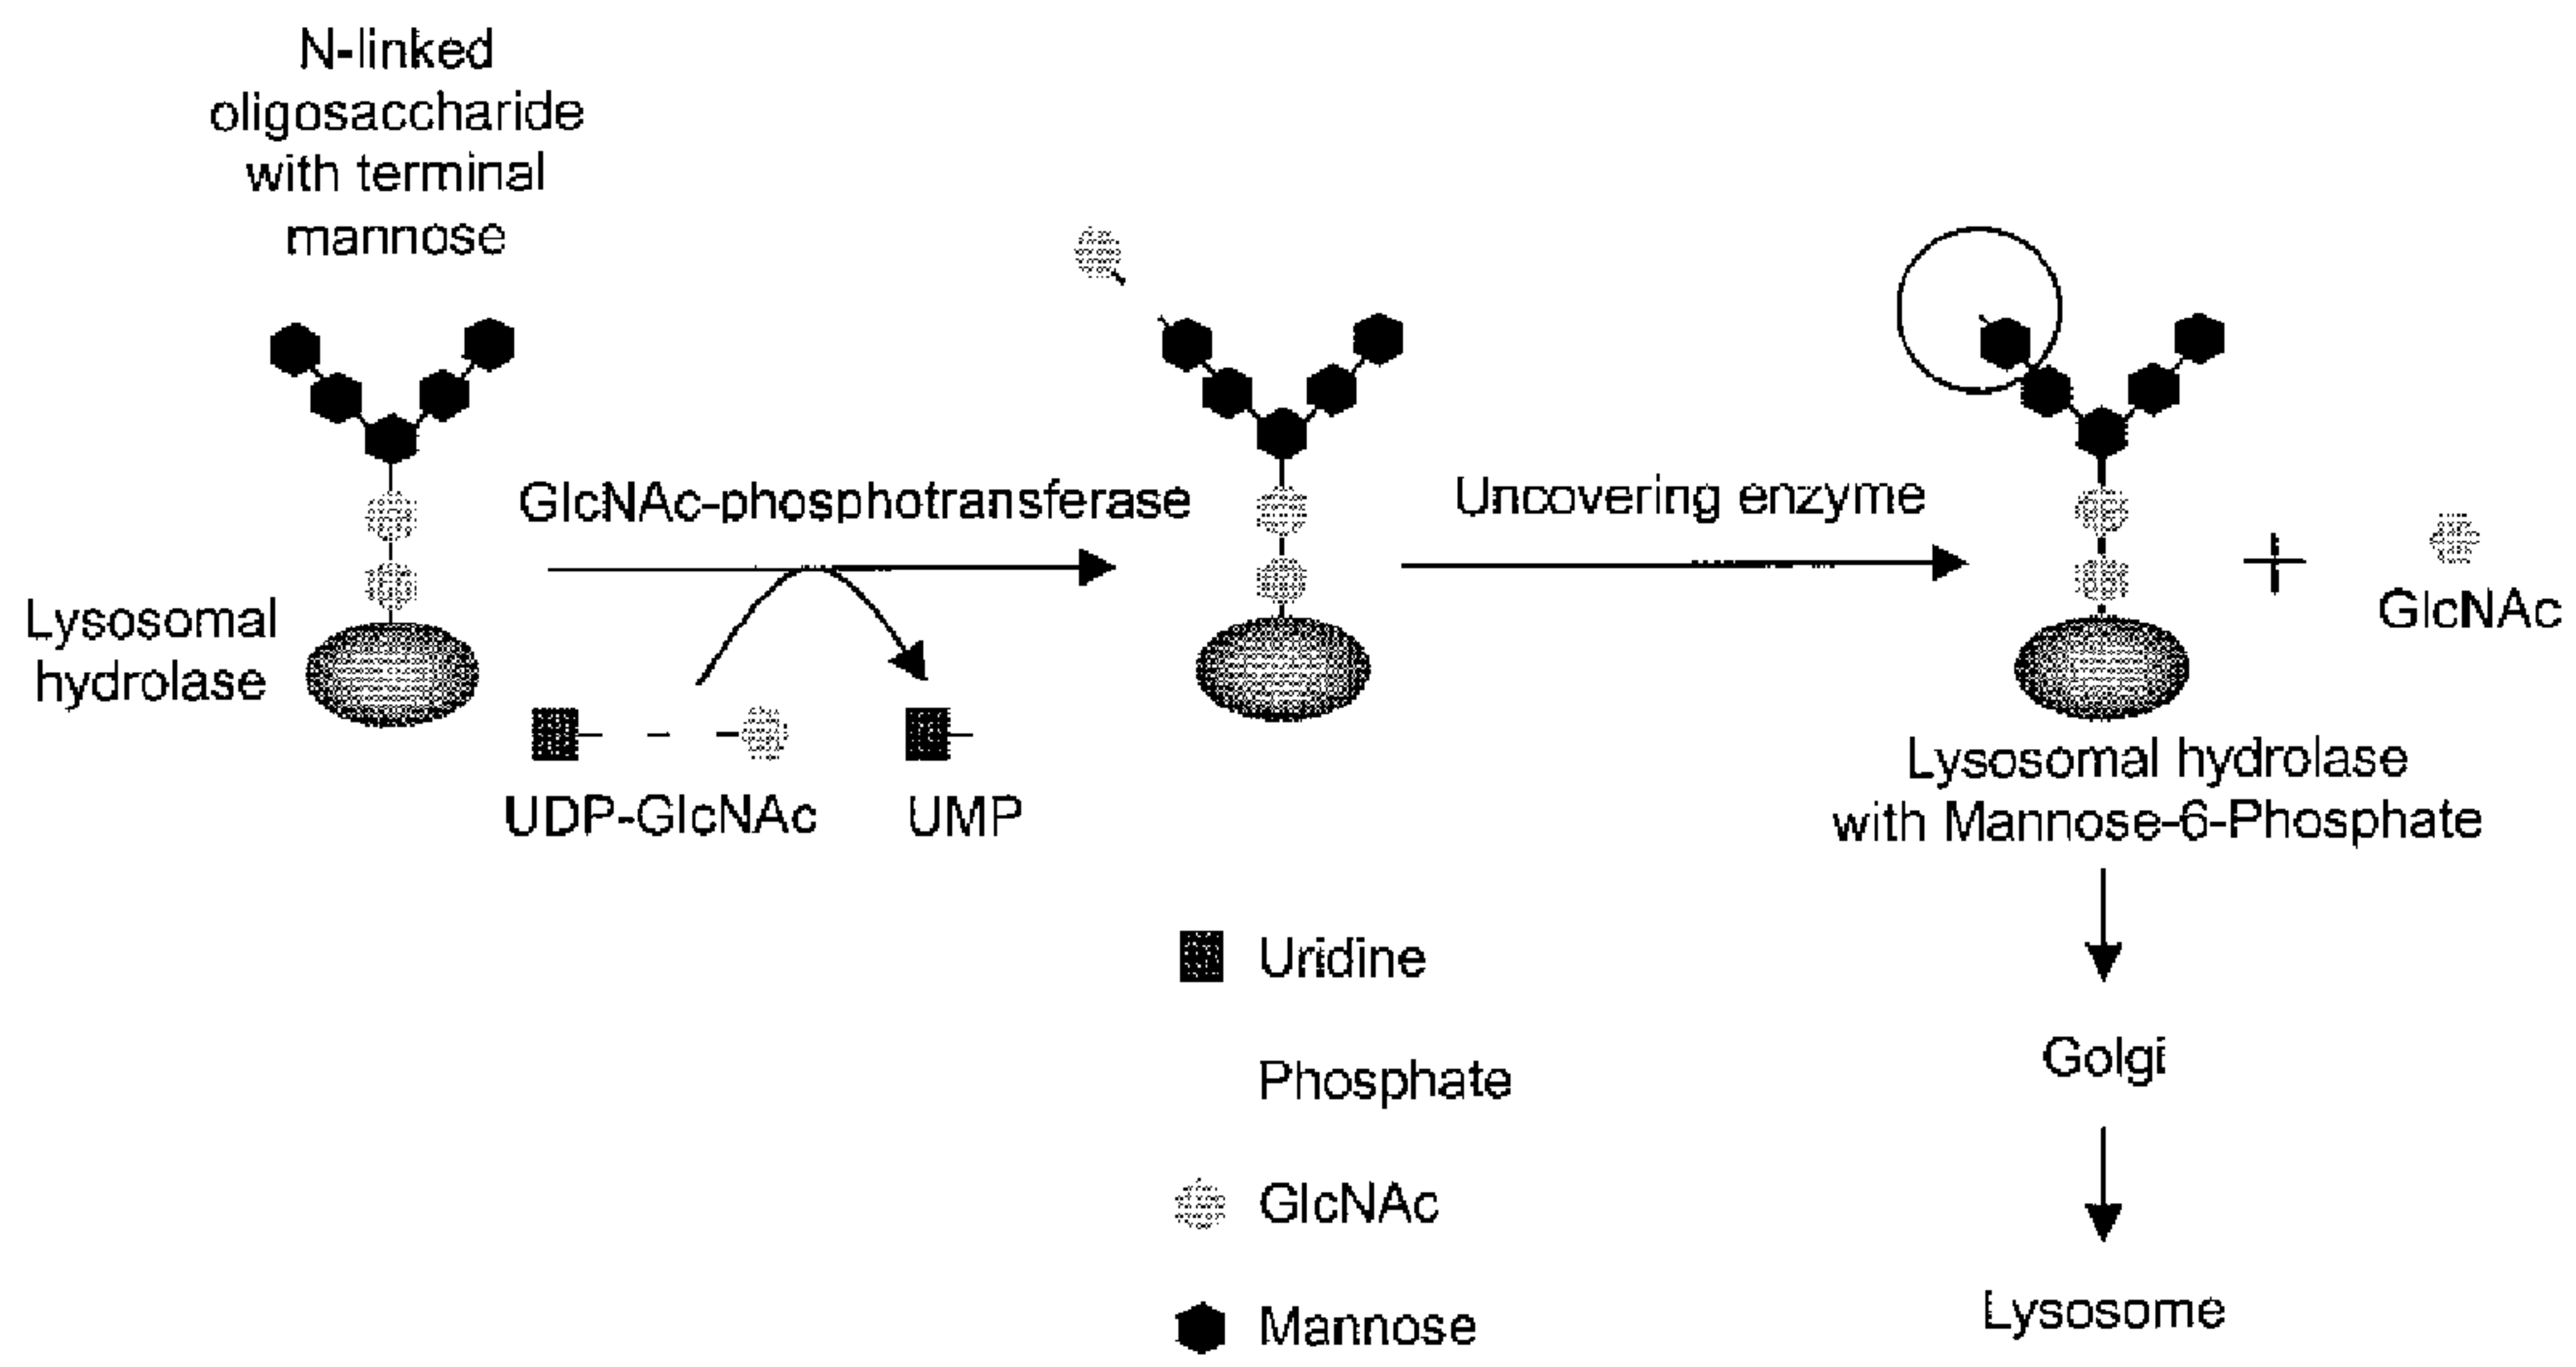 N-linked
oligosaccharide
with terminal
mannose
GlcNAc-phosphotransferase
Uncovering enzyme
Lysosomal
hydrolase
GlcNAc
UDP-GlcNAc
UMP
Lysosomal hydrolase
with Mannose-6-Phosphate
Uridine
Phosphate
GlcNAc
Mannose
Golgi
Lysosome